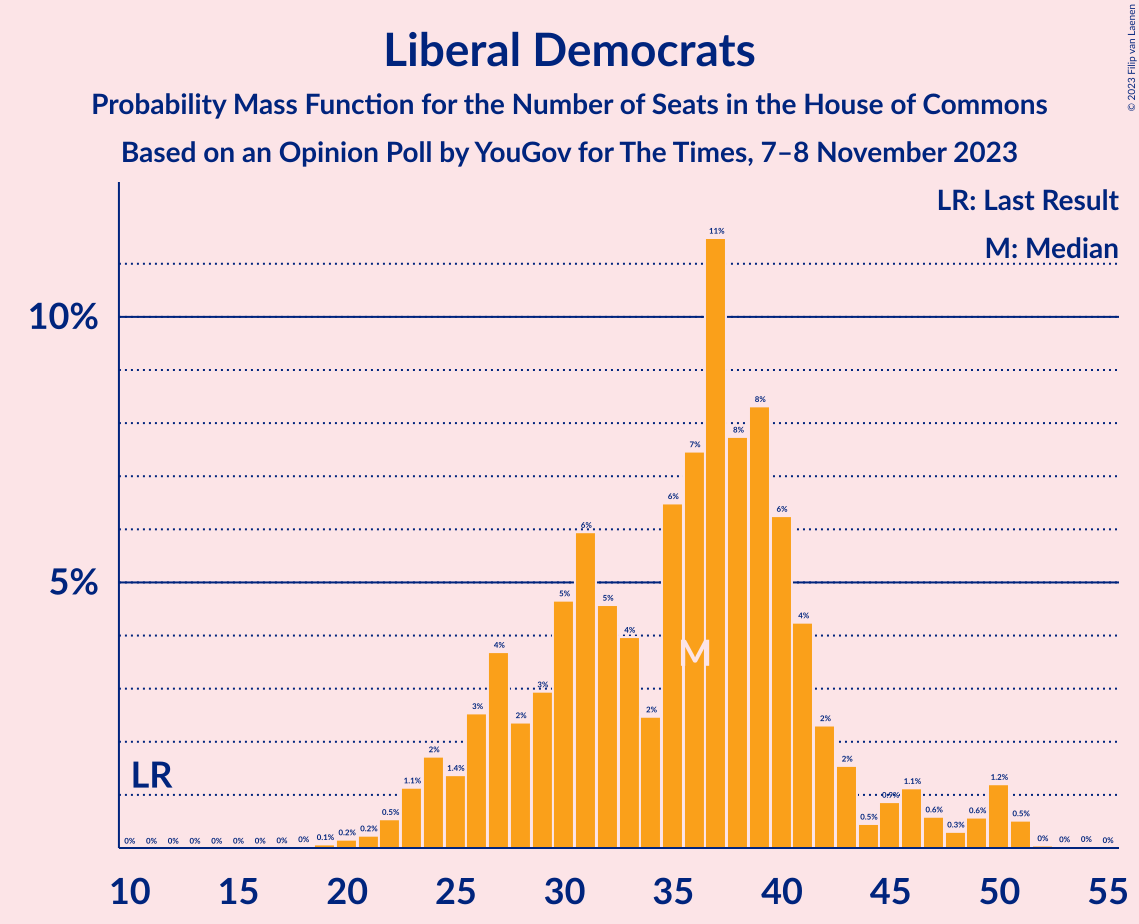 Liberal Democrats
Probability Mass Function for the Number of Seats in the House of Commons
Based on an Opinion Poll by YouGov for The Times, 7–8 November 2023
© 2023 Filip van Laenen
LR: Last Result
M: Median
10%
5%
LR
M
0% 0% 0% 0% 0% 0% 0% 0% 0% 0.1% 0.2% 0.2% 0.5% 1.1% 2% 1.4% 3% 4% 2% 3% 5% 6% 5% 4% 2% 6% 7% 11% 8% 8% 6% 4% 2% 2% 0.5% 0.9% 1.1% 0.6% 0.3% 0.6% 1.2% 0.5% 0% 0% 0% 0%
10 15 20 25 30 35 40 45 50 55